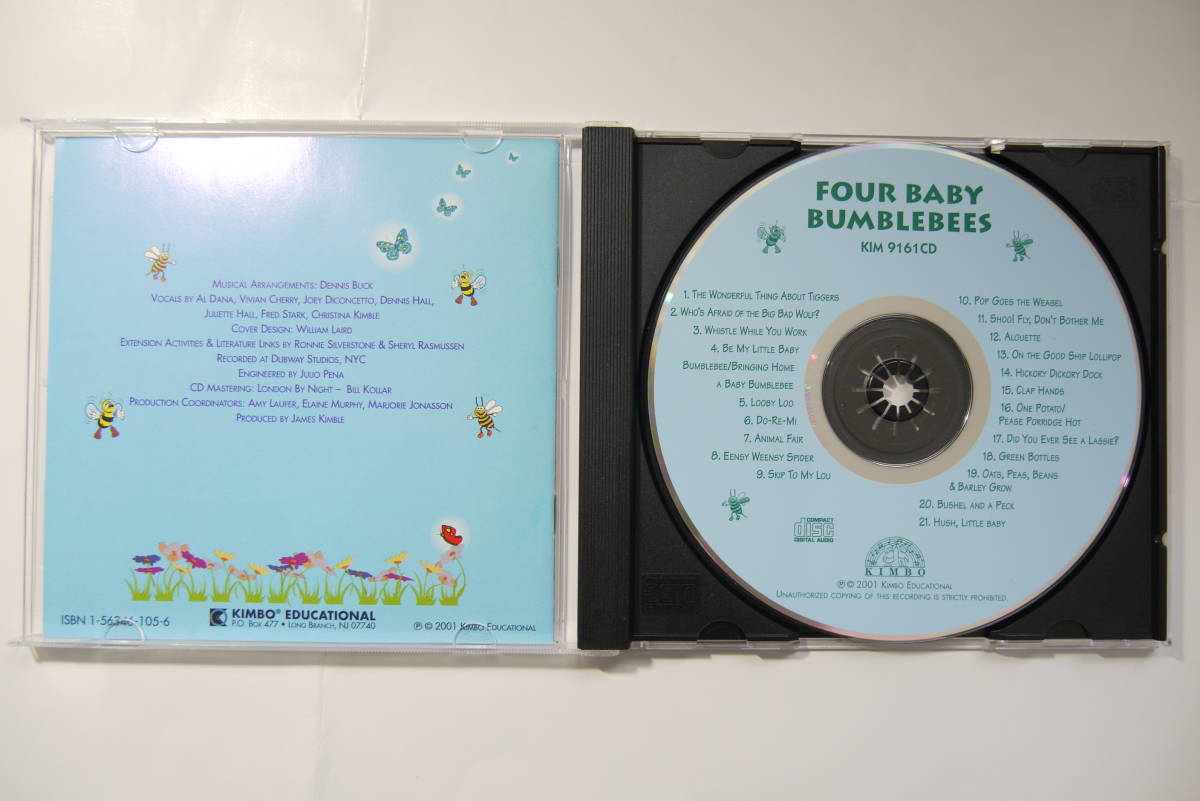 MUSICAL ARRANGEMENTS: DENNIS BUCK
VOCALS BY AL DANA, VIVIAN CHERRY, JOEY DICONCETTO, DENNIS HALL,
JULIETTE HALL, FRED STARK, CHRISTINA KIMBLE
COVER DESIGN: WILLIAM LAIRD
EXTENSION ACTIVITIES & LITERATURE LINKS BY RONNIE SILVERSTONE & SHERYL RASMUSSEN
RECORDED AT DUBWAY STUDIOS, NYC
ENGINEERED BY JULIO PENA
CD MASTERING: LONDON BY NIGHT – BILL KOLLAR
PRODUCTION COORDINATORS: AMY LAUFER, ELAINE MURPHY, MARJORIE JONASSON
PRODUCED BY JAMES KIMBLE
ISBN 1-56346-105-6
KIMBO® EDUCATIONAL
P.O. BOX 477 • LONG BRANCH, NJ 07740
℗ © 2001 KIMBO EDUCATIONAL
FOUR BABY
BUMBLEBEES
KIM 9161CD
1. THE WONDERFUL THING ABOUT TIGGERS
2. WHO'S AFRAID OF THE BIG BAD WOLF?
3. WHISTLE WHILE YOU WORK
4. BE MY LITTLE BABY
BUMBLEBEE/BRINGING HOME
A BABY BUMBLEBEE
5. LOOBY LOO
6. DO-RE-MI
7. ANIMAL FAIR
8. EENSY WEENSY SPIDER
9. SKIP TO MY LOU
10. POP GOES THE WEASEL
11. SHOO! FLY, DON'T BOTHER ME
12. ALOUETTE
13. ON THE GOOD SHIP LOLLIPOP
14. HICKORY DICKORY DOCK
15. CLAP HANDS
16. ONE POTATO/
PEASE PORRIDGE HOT
17. DID YOU EVER SEE A LASSIE?
18. GREEN BOTTLES
19. OATS, PEAS, BEANS
& BARLEY GROW
20. BUSHEL AND A PECK
21. HUSH, LITTLE BABY
COMPACT
disc
DIGITAL AUDIO
KIMBO
℗ © 2001 KIMBO EDUCATIONAL
UNAUTHORIZED COPYING OF THIS RECORDING IS STRICTLY PROHIBITED.